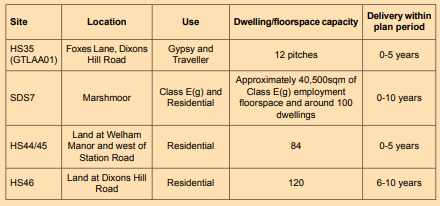 Site Location Use Dwelling/floorspace capacity Delivery within
plan period
HS35
(GTLAA01)
Foxes Lane, Dixons
Hill Road
Gypsy and
Traveller
12 pitches
0-5 years
SDS7
Marshmoor
Class E(g) and
Residential
Approximately 40,500sqm of
Class E(g) employment
floorspace and around 100
dwellings
0-10 years
HS44/45
Land at Welham
Manor and west of
Station Road
Residential
84
0-5 years
HS46
Land at Dixons Hill
Road
Residential
120
6-10 years